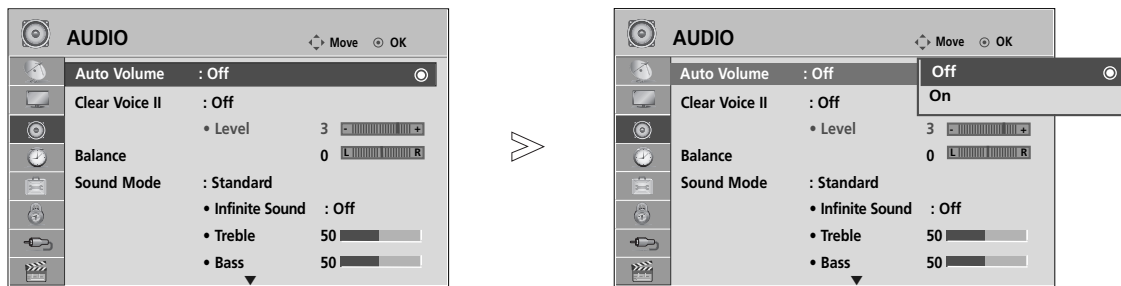 AUDIO
Move OK
Auto Volume : Off
Clear Voice II : Off
• Level 3 - +
Balance 0 L R
Sound Mode : Standard
• Infinite Sound : Off
• Treble 50
• Bass 50
AUDIO
Move OK
Auto Volume : Off
Off
On
Clear Voice II : Off
• Level 3 - +
Balance 0 L R
Sound Mode : Standard
• Infinite Sound : Off
• Treble 50
• Bass 50